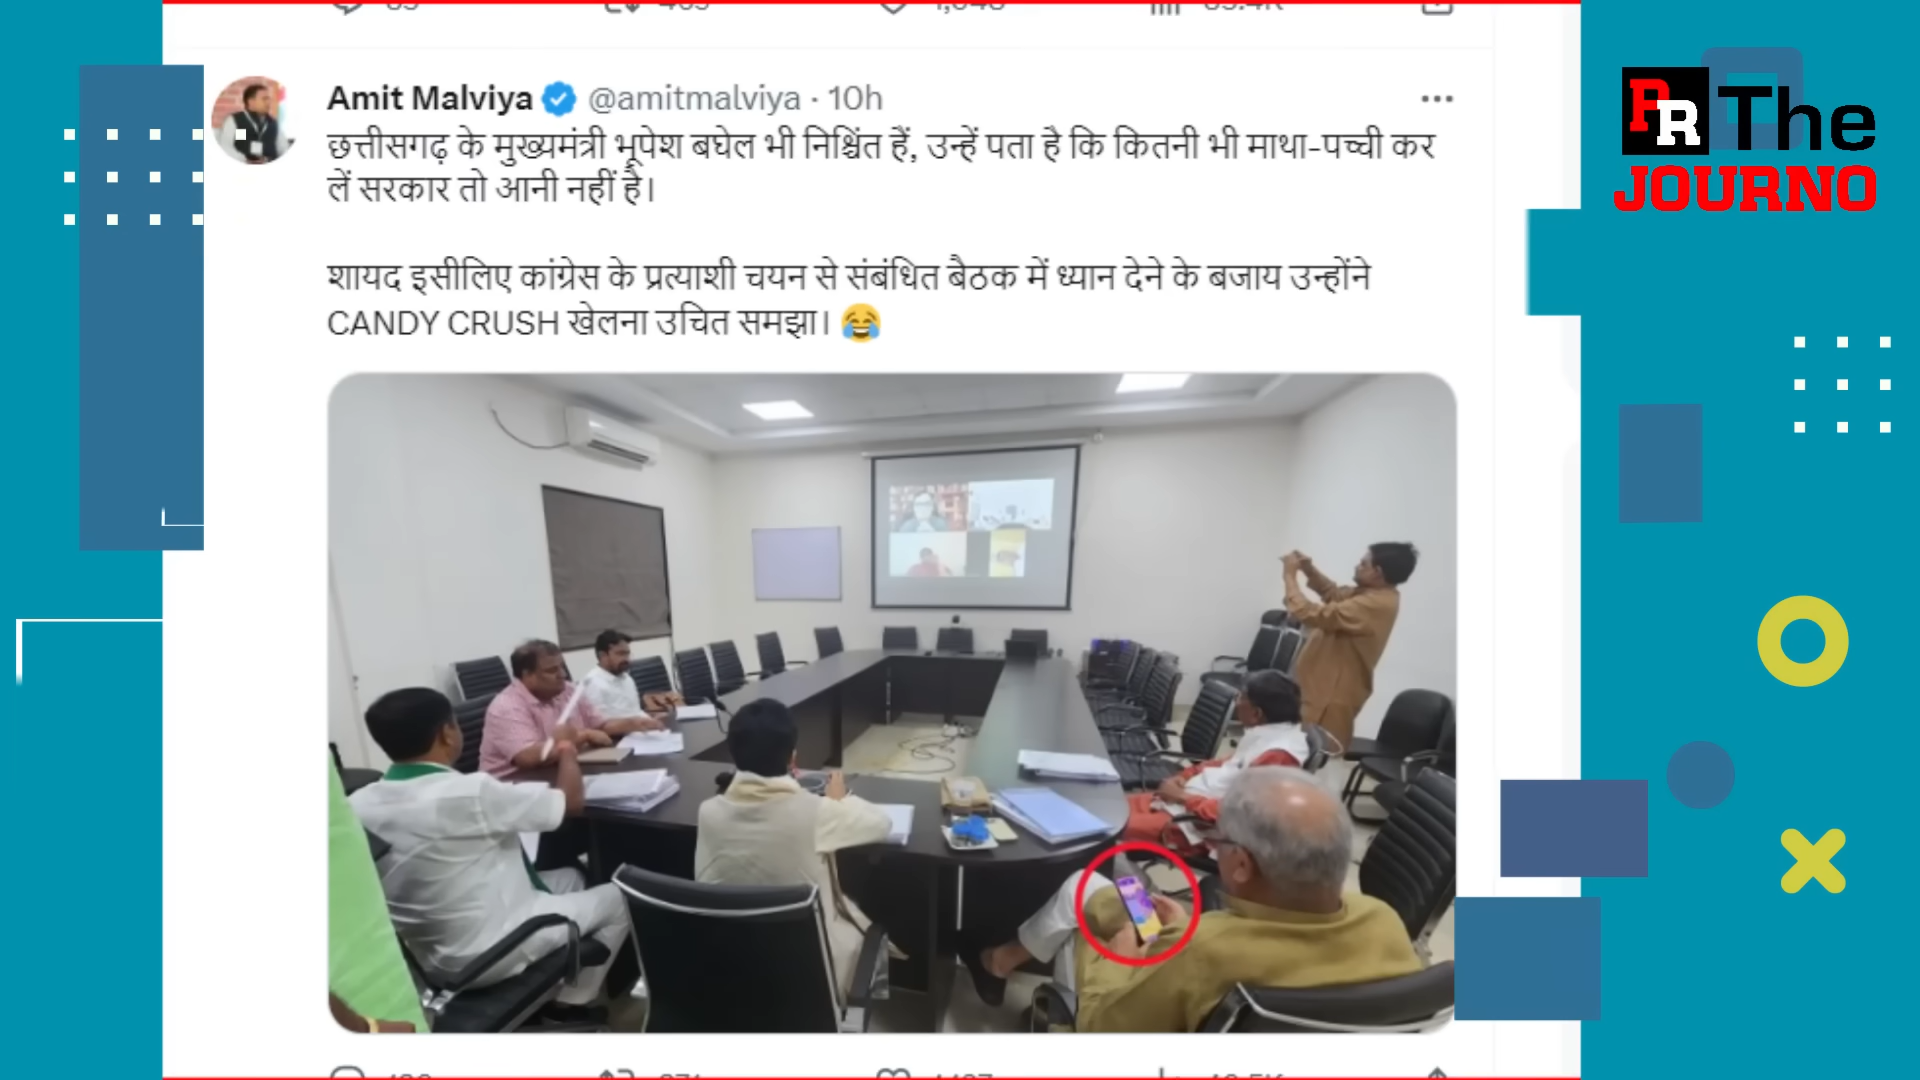 Amit Malviya @amitmalviya · 10h
छत्तीसगढ़ के मुख्यमंत्री भूपेश बघेल भी निश्चिंत हैं, उन्हें पता है कि कितनी भी माथा-पच्ची कर
लें सरकार तो आनी नहीं है।
शायद इसीलिए कांग्रेस के प्रत्याशी चयन से संबंधित बैठक में ध्यान देने के बजाय उन्होंने
CANDY CRUSH खेलना उचित समझा। 😂
PR The
JOURNO